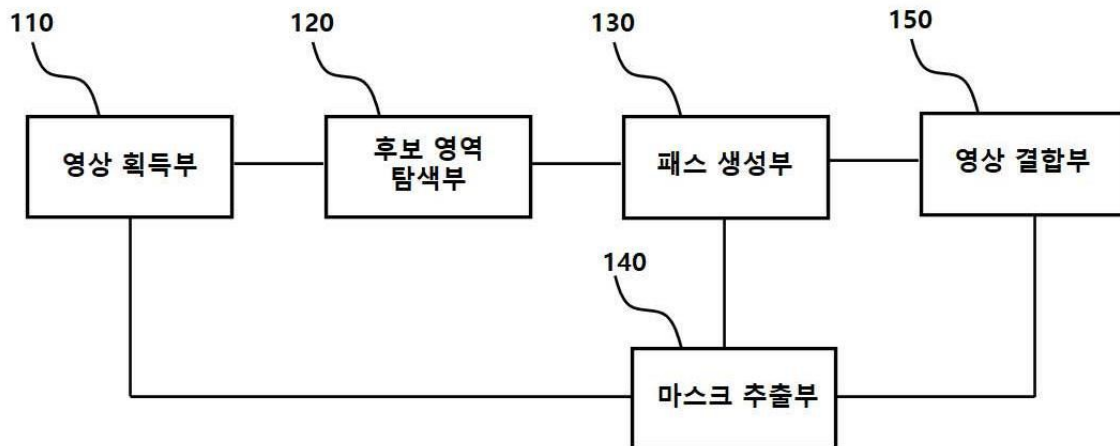 110
120
130
150
영상 획득부
후보 영역
탐색부
패스 생성부
영상 결합부
140
마스크 추출부